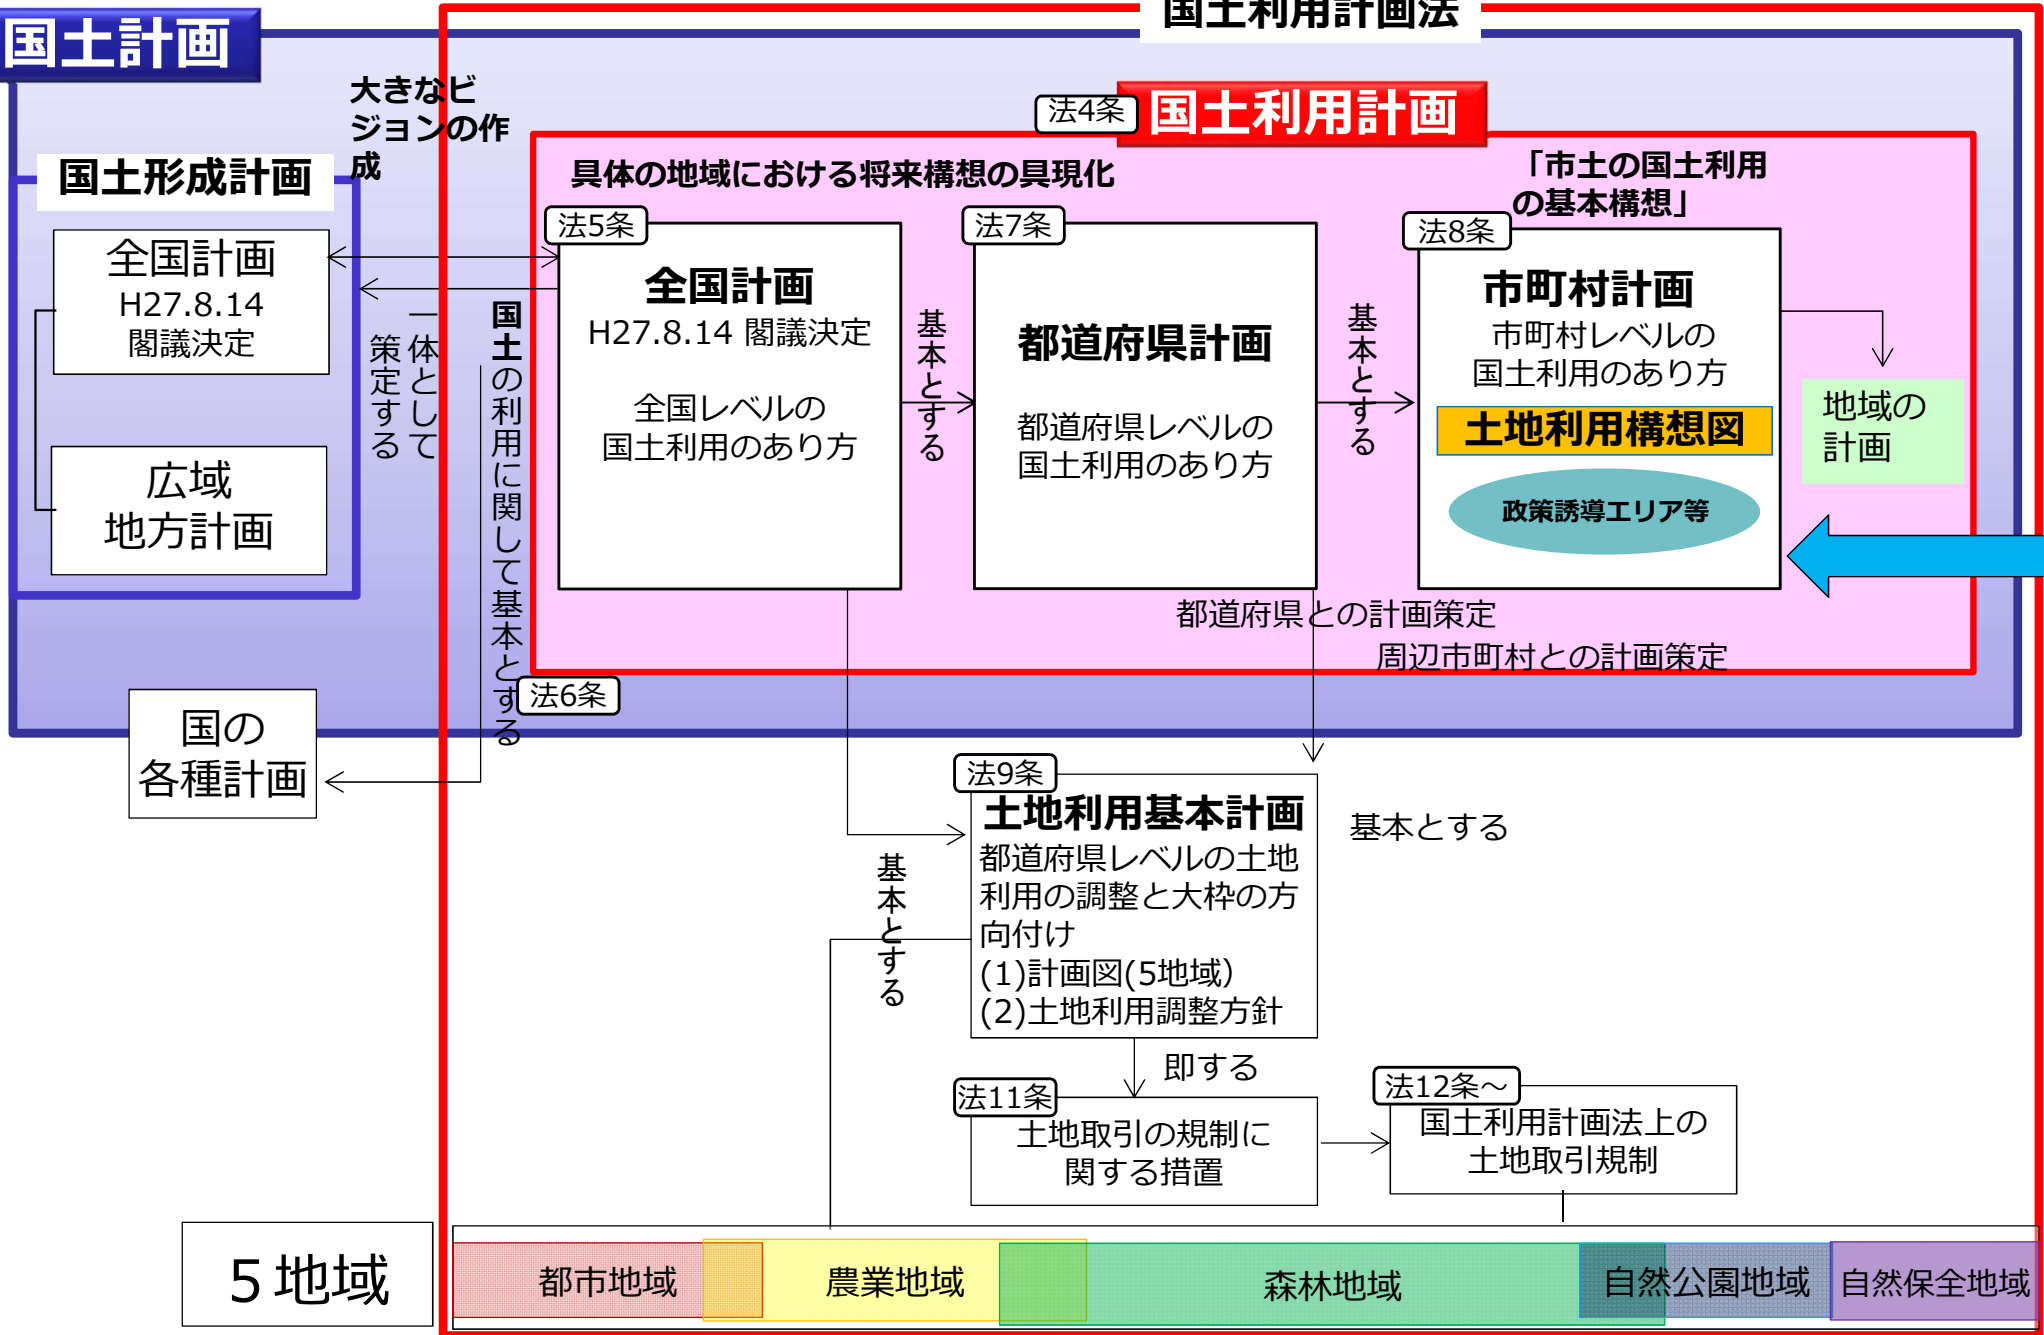 国土利用計画法
国土計画
大きなビ
ジョンの作
成
法4条
国土利用計画
国土形成計画
具体の地域における将来構想の具現化
「市土の国土利用
の基本構想」
全国計画
H27.8.14
閣議決定
広域
地方計画
一体として
策定する
国土の利用に関して基本とする
法5条
全国計画
H27.8.14 閣議決定
全国レベルの
国土利用のあり方
基本とする
法7条
都道府県計画
都道府県レベルの
国土利用のあり方
基本とする
法8条
市町村計画
市町村レベルの
国土利用のあり方
土地利用構想図
政策誘導エリア等
地域の
計画
都道府県との計画策定
周辺市町村との計画策定
法6条
国の
各種計画
法9条
土地利用基本計画
都道府県レベルの土地
利用の調整と大枠の方
向付け
(1)計画図(5地域）
(2)土地利用調整方針
基本とする
基本とする
即する
法11条
土地取引の規制に
関する措置
法12条～
国土利用計画法上の
土地取引規制
５地域
都市地域
農業地域
森林地域
自然公園地域
自然保全地域